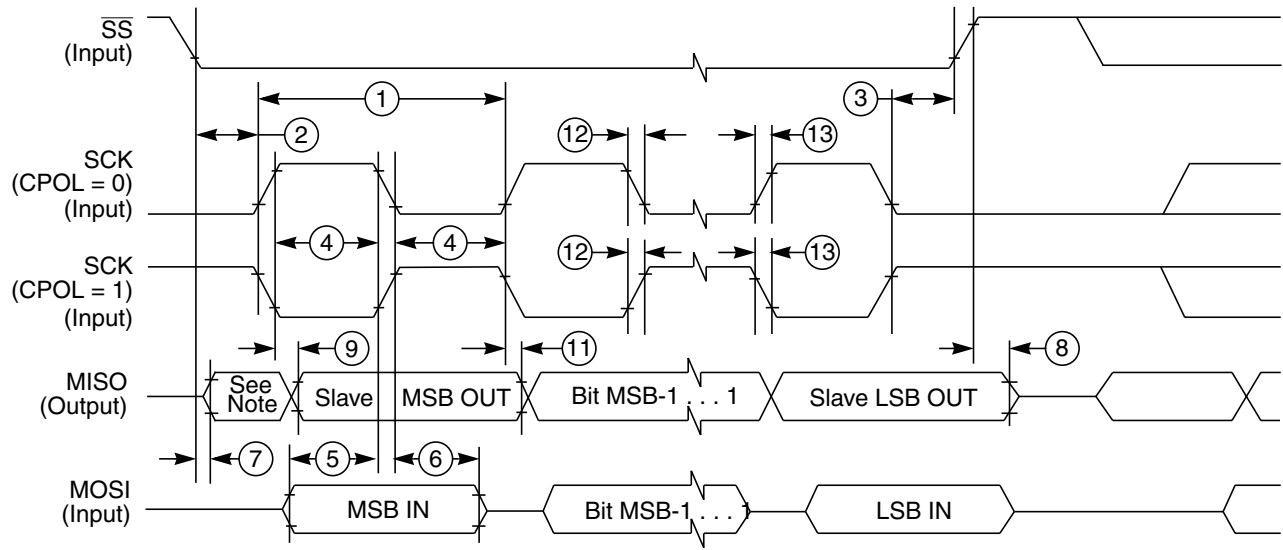 SS
(Input)
1
3
2
12
13
SCK
(CPOL = 0)
(Input)
4
4
12
13
SCK
(CPOL = 1)
(Input)
9
11
8
MISO
(Output)
See
Note
Slave
MSB OUT
Bit MSB-1 . . . 1
Slave LSB OUT
7
5
6
MOSI
(Input)
MSB IN
Bit MSB-1 . . . 1
LSB IN